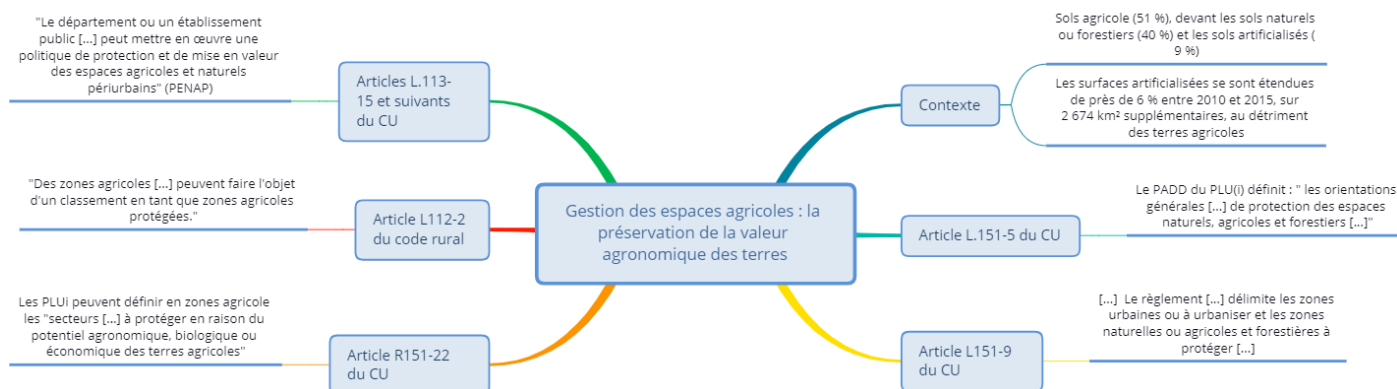 "Le département ou un établissement
public [...] peut mettre en œuvre une
politique de protection et de mise en valeur
des espaces agricoles et naturels
périurbains" (PENAP)
Articles L.113-
15 et suivants
du CU
"Des zones agricoles [...] peuvent faire l'objet
d'un classement en tant que zones agricoles
protégées."
Article L112-2
du code rural
Les PLUi peuvent définir en zones agricole
les "secteurs [...] à protéger en raison du
potentiel agronomique, biologique ou
économique des terres agricoles"
Article R151-22
du CU
Gestion des espaces agricoles : la
préservation de la valeur
agronomique des terres
Contexte
Sols agricole (51 %), devant les sols naturels
ou forestiers (40 %) et les sols artificialisés (
9 %)
Les surfaces artificialisées se sont étendues
de près de 6 % entre 2010 et 2015, sur
2 674 km² supplémentaires, au détriment
des terres agricoles
Article L.151-5 du CU
Le PADD du PLU(i) définit : " les orientations
générales [...] de protection des espaces
naturels, agricoles et forestiers [...]"
Article L151-9
du CU
[...] Le règlement [...] délimite les zones
urbaines ou à urbaniser et les zones
naturelles ou agricoles et forestières à
protéger [...]